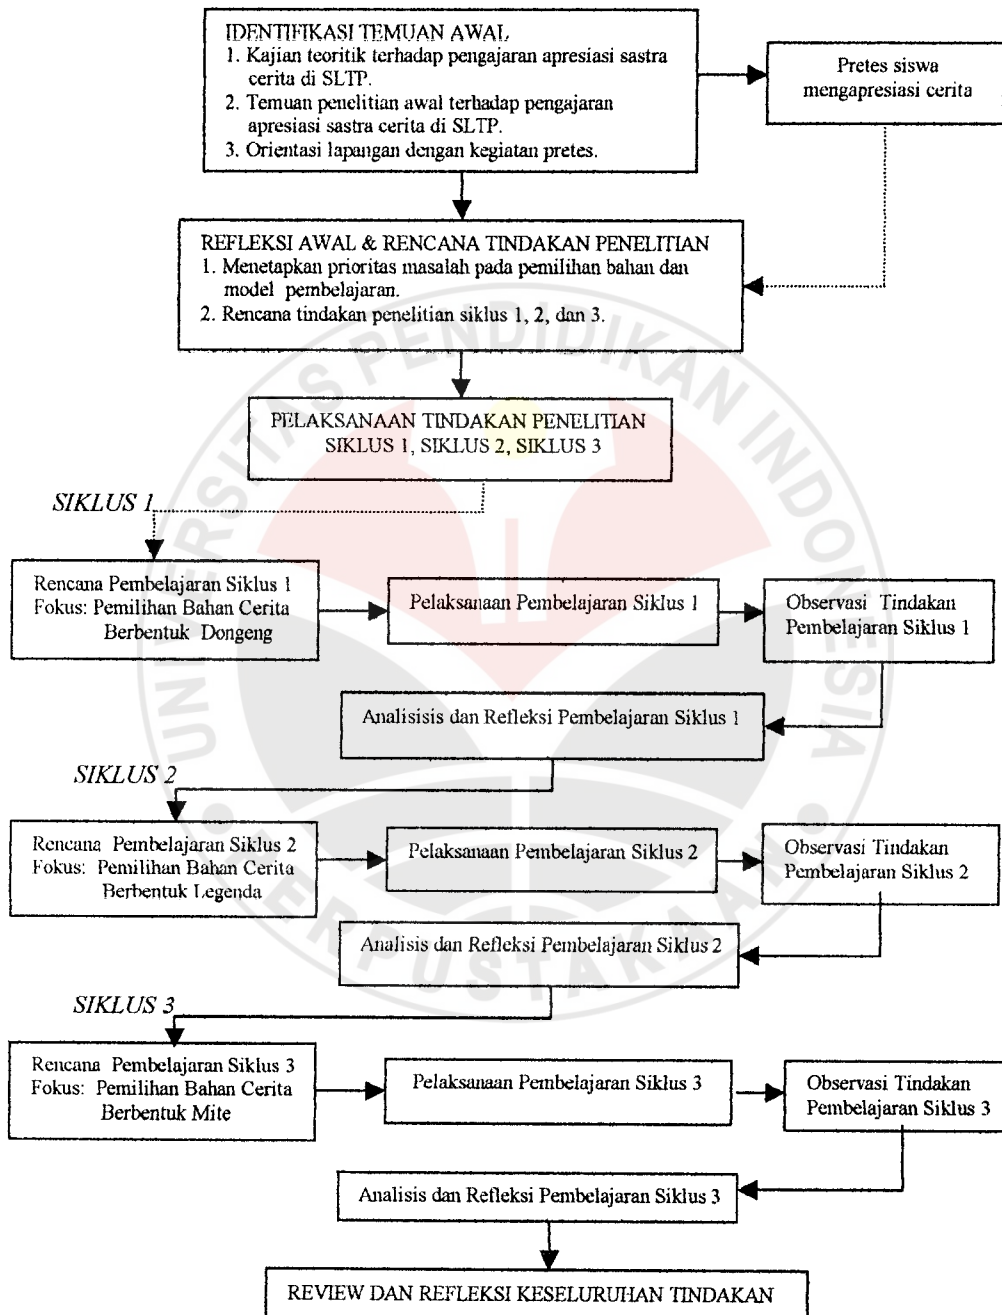 IDENTIFIKASI TEMUAN AWAL
1. Kajian teoritik terhadap pengajaran apresiasi sastra
cerita di SLTP.
2. Temuan penelitian awal terhadap pengajaran
apresiasi sastra cerita di SLTP.
3. Orientasi lapangan dengan kegiatan pretes.
Pretes siswa
mengapresiasi cerita
REFLEKSI AWAL & RENCANA TINDAKAN PENELITIAN
1. Menetapkan prioritas masalah pada pemilihan bahan dan
model pembelajaran.
2. Rencana tindakan penelitian siklus 1, 2, dan 3.
PELAKSANAAN TINDAKAN PENELITIAN
SIKLUS 1, SIKLUS 2, SIKLUS 3
SIKLUS 1
Rencana Pembelajaran Siklus 1
Fokus: Pemilihan Bahan Cerita
Berbentuk Dongeng
Pelaksanaan Pembelajaran Siklus 1
Observasi Tindakan
Pembelajaran Siklus 1
Analisisis dan Refleksi Pembelajaran Siklus 1
SIKLUS 2
Rencana Pembelajaran Siklus 2
Fokus: Pemilihan Bahan Cerita
Berbentuk Legenda
Pelaksanaan Pembelajaran Siklus 2
Observasi Tindakan
Pembelajaran Siklus 2
Analisis dan Refleksi Pembelajaran Siklus 2
SIKLUS 3
Rencana Pembelajaran Siklus 3
Fokus: Pemilihan Bahan Cerita
Berbentuk Mite
Pelaksanaan Pembelajaran Siklus 3
Observasi Tindakan
Pembelajaran Siklus 3
Analisis dan Refleksi Pembelajaran Siklus 3
REVIEW DAN REFLEKSI KESELURUHAN TINDAKAN
UNIVERSITAS PENDIDIKAN INDONESIA
PERPUSTAKAAN